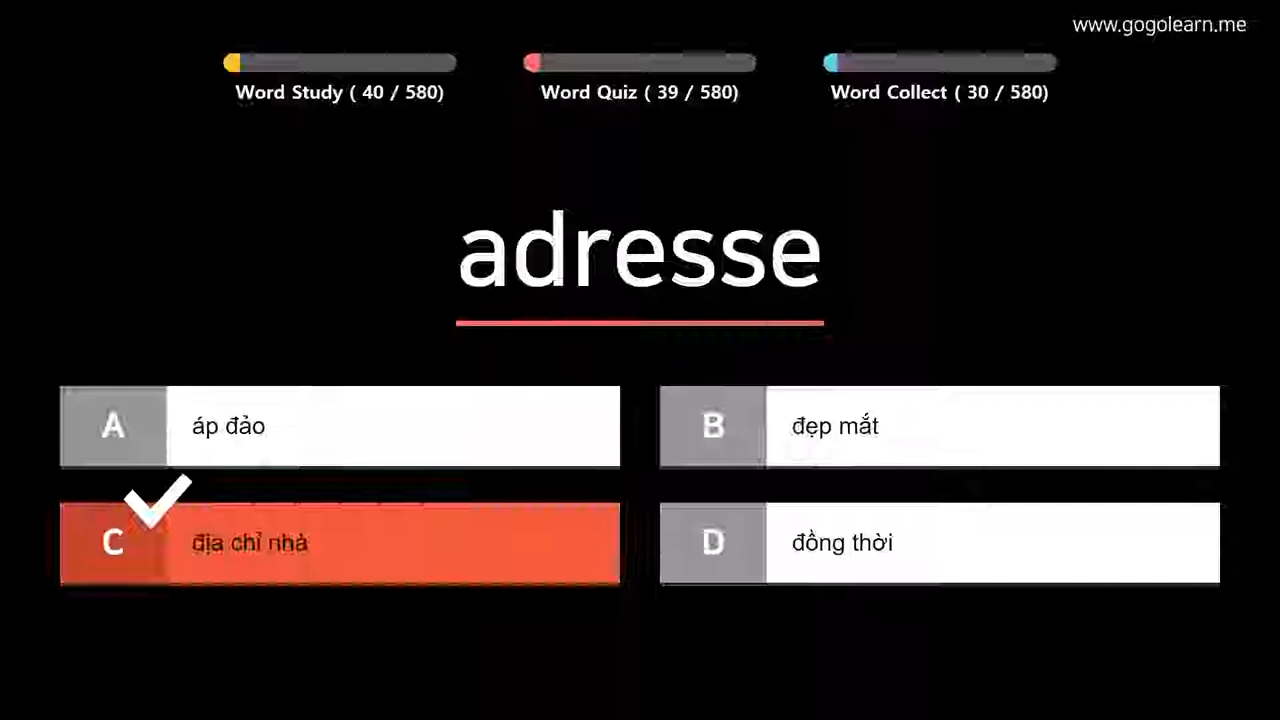 www.gogolearn.me
Word Study ( 40 / 580)
Word Quiz ( 39 / 580)
Word Collect ( 30 / 580)
adresse
A áp đảo
B đẹp mắt
C địa chỉ nhà
D đồng thời